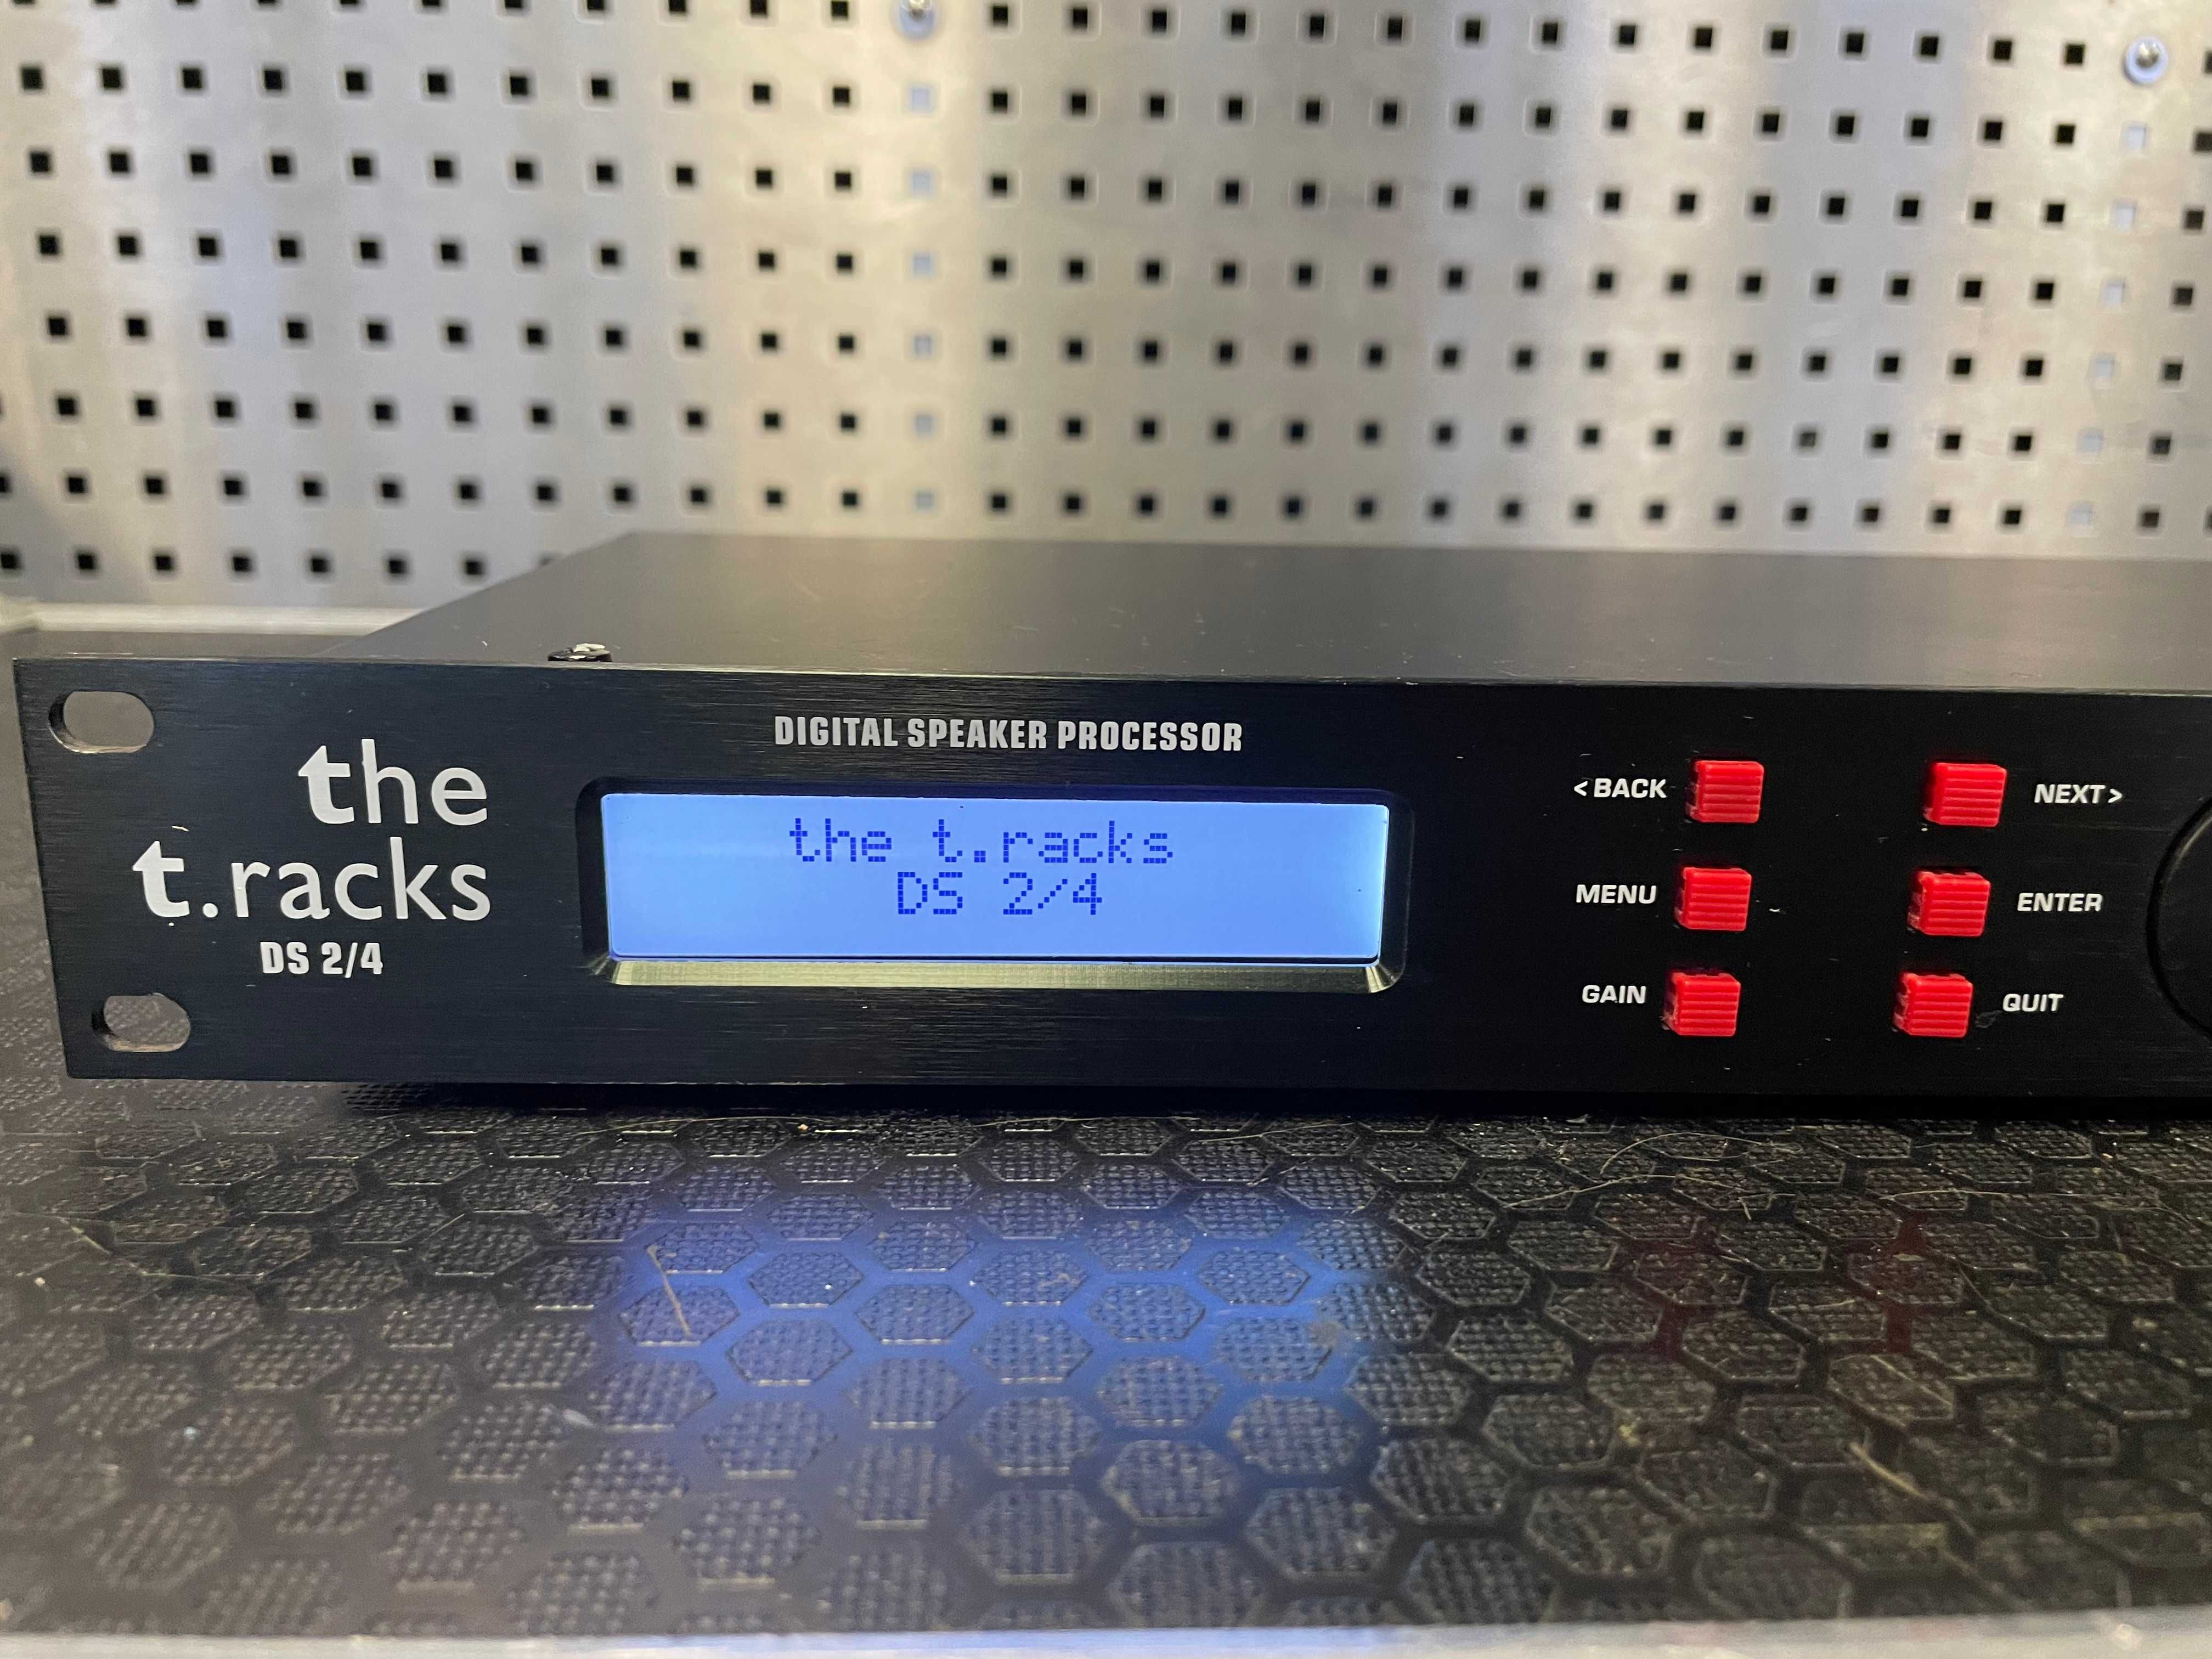 DIGITAL SPEAKER PROCESSOR
the
t.racks
DS 2/4
the t.racks
DS 2/4
< BACK
NEXT >
MENU
ENTER
GAIN
QUIT